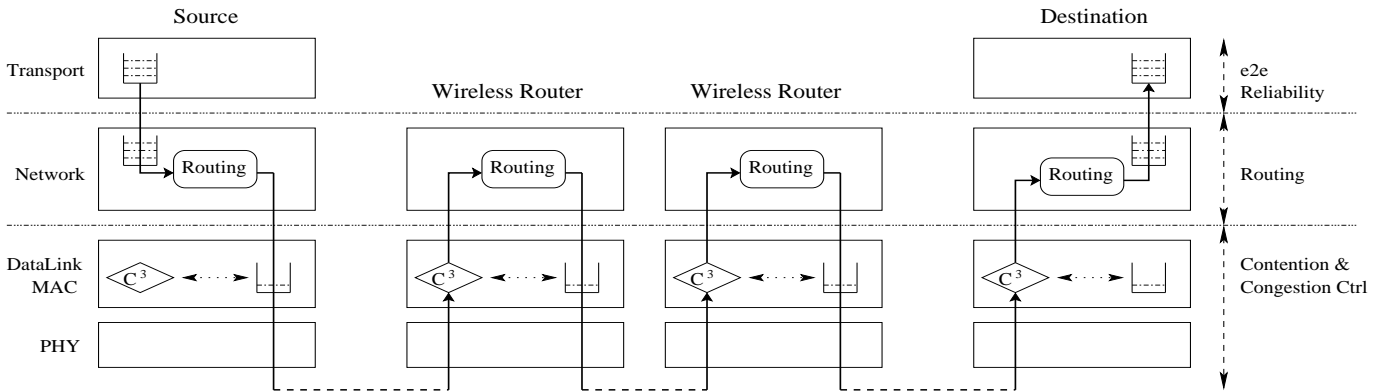 Source
Destination
Transport
e2e
Reliability
Wireless Router
Wireless Router
Network
Routing
Routing
Routing
Routing
Routing
DataLink
MAC
C³
C³
C³
C³
Contention &
Congestion Ctrl
PHY